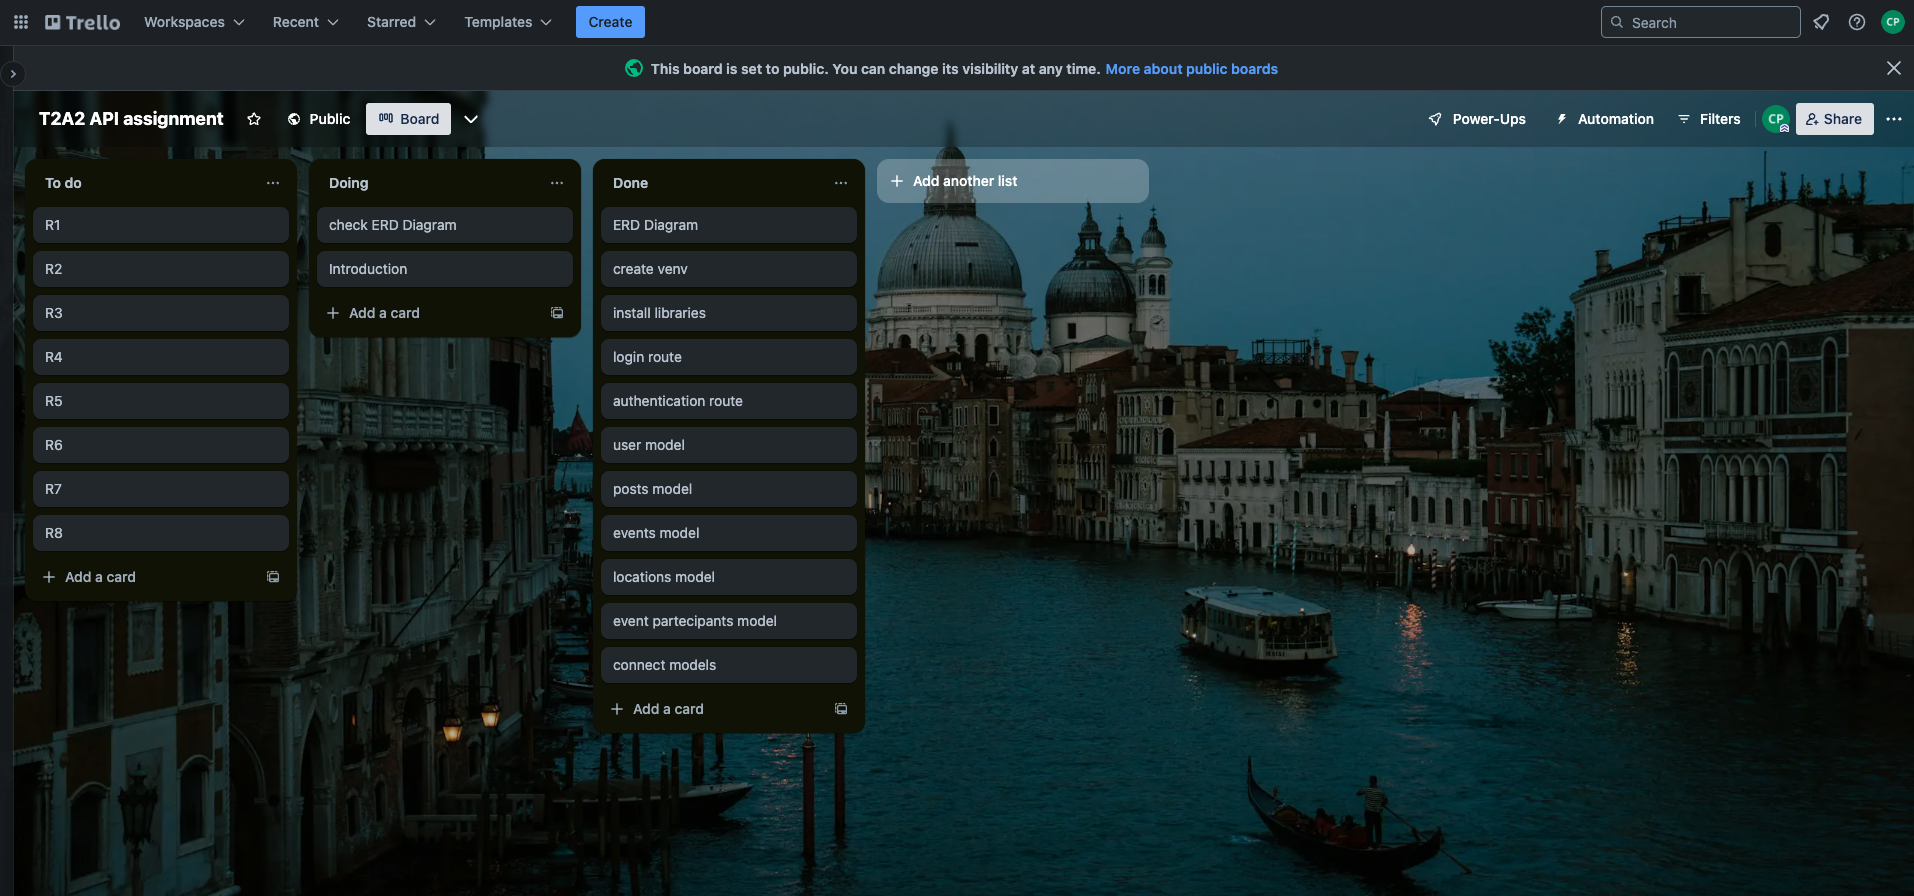 Trello Workspaces Recent Starred Templates Create Search CP
This board is set to public. You can change its visibility at any time. More about public boards
T2A2 API assignment Public Board Power-Ups Automation Filters CP Share
To do
R1
R2
R3
R4
R5
R6
R7
R8
Add a card
Doing
check ERD Diagram
Introduction
Add a card
Done
ERD Diagram
create venv
install libraries
login route
authentication route
user model
posts model
events model
locations model
event partecipants model
connect models
Add a card
Add another list